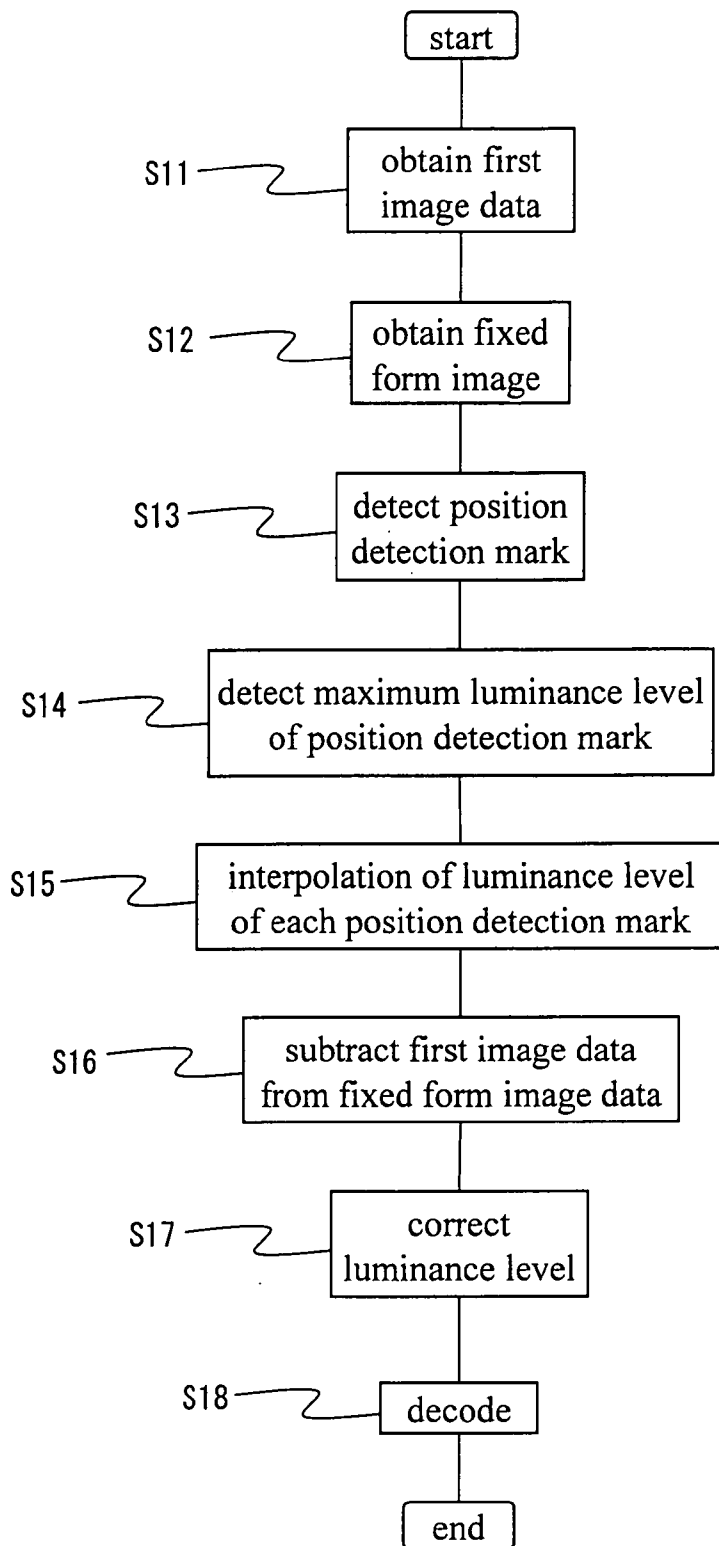 start
S11
obtain first
image data
S12
obtain fixed
form image
S13
detect position
detection mark
S14
detect maximum luminance level
of position detection mark
S15
interpolation of luminance level
of each position detection mark
S16
subtract first image data
from fixed form image data
S17
correct
luminance level
S18
decode
end